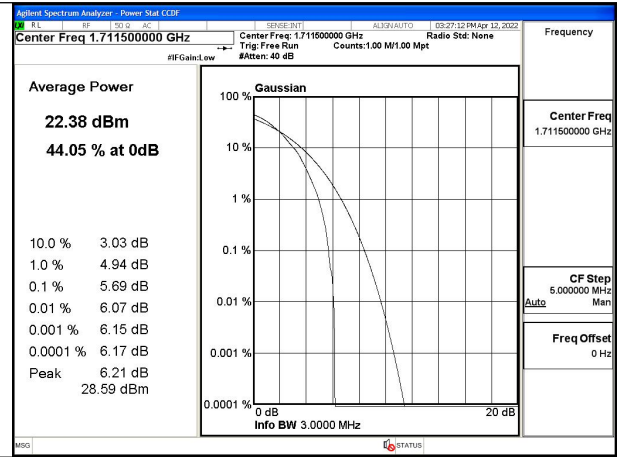 Agilent Spectrum Analyzer - Power Stat CCDF
RL RF 50 Ω AC SENSE:INT ALIGN AUTO 03:27:12 PM Apr 12, 2022
Center Freq 1.711500000 GHz
Center Freq: 1.711500000 GHz Radio Std: None
Trig: Free Run Counts:1.00 M/1.00 Mpt
#IFGain:Low #Atten: 40 dB
Frequency
Average Power
22.38 dBm
44.05 % at 0dB
10.0 % 3.03 dB
1.0 % 4.94 dB
0.1 % 5.69 dB
0.01 % 6.07 dB
0.001 % 6.15 dB
0.0001 % 6.17 dB
Peak 6.21 dB
28.59 dBm
Gaussian
100 %
10 %
1 %
0.1 %
0.01 %
0.001 %
0.0001 %
0 dB 20 dB
Info BW 3.0000 MHz
Center Freq
1.711500000 GHz
CF Step
5.000000 MHz
Auto Man
Freq Offset
0 Hz
MSG STATUS